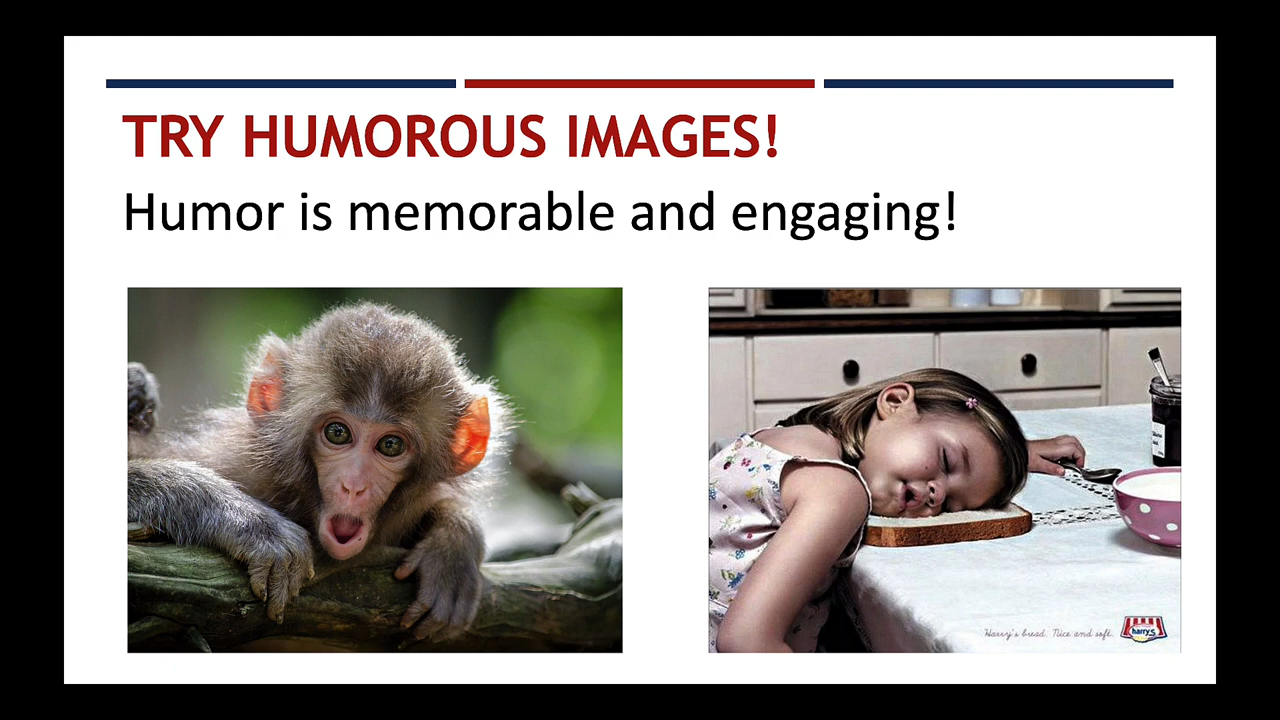 TRY HUMOROUS IMAGES!
Humor is memorable and engaging!
Harry's bread. Nice and soft.
harry's